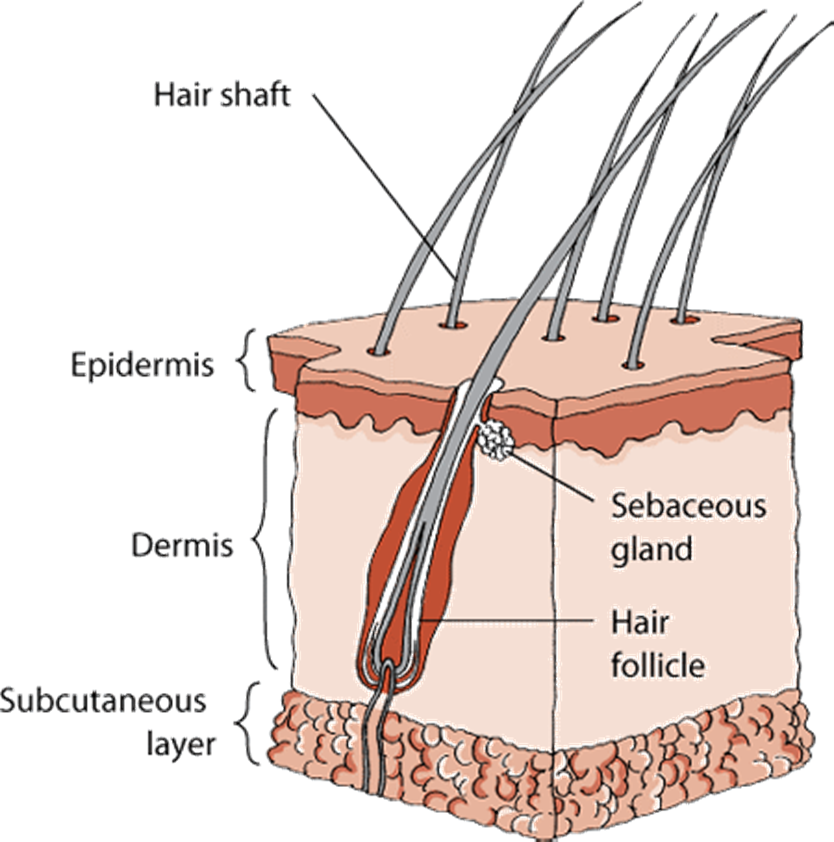 Hair shaft
Epidermis
Dermis
Sebaceous
gland
Hair
follicle
Subcutaneous
layer